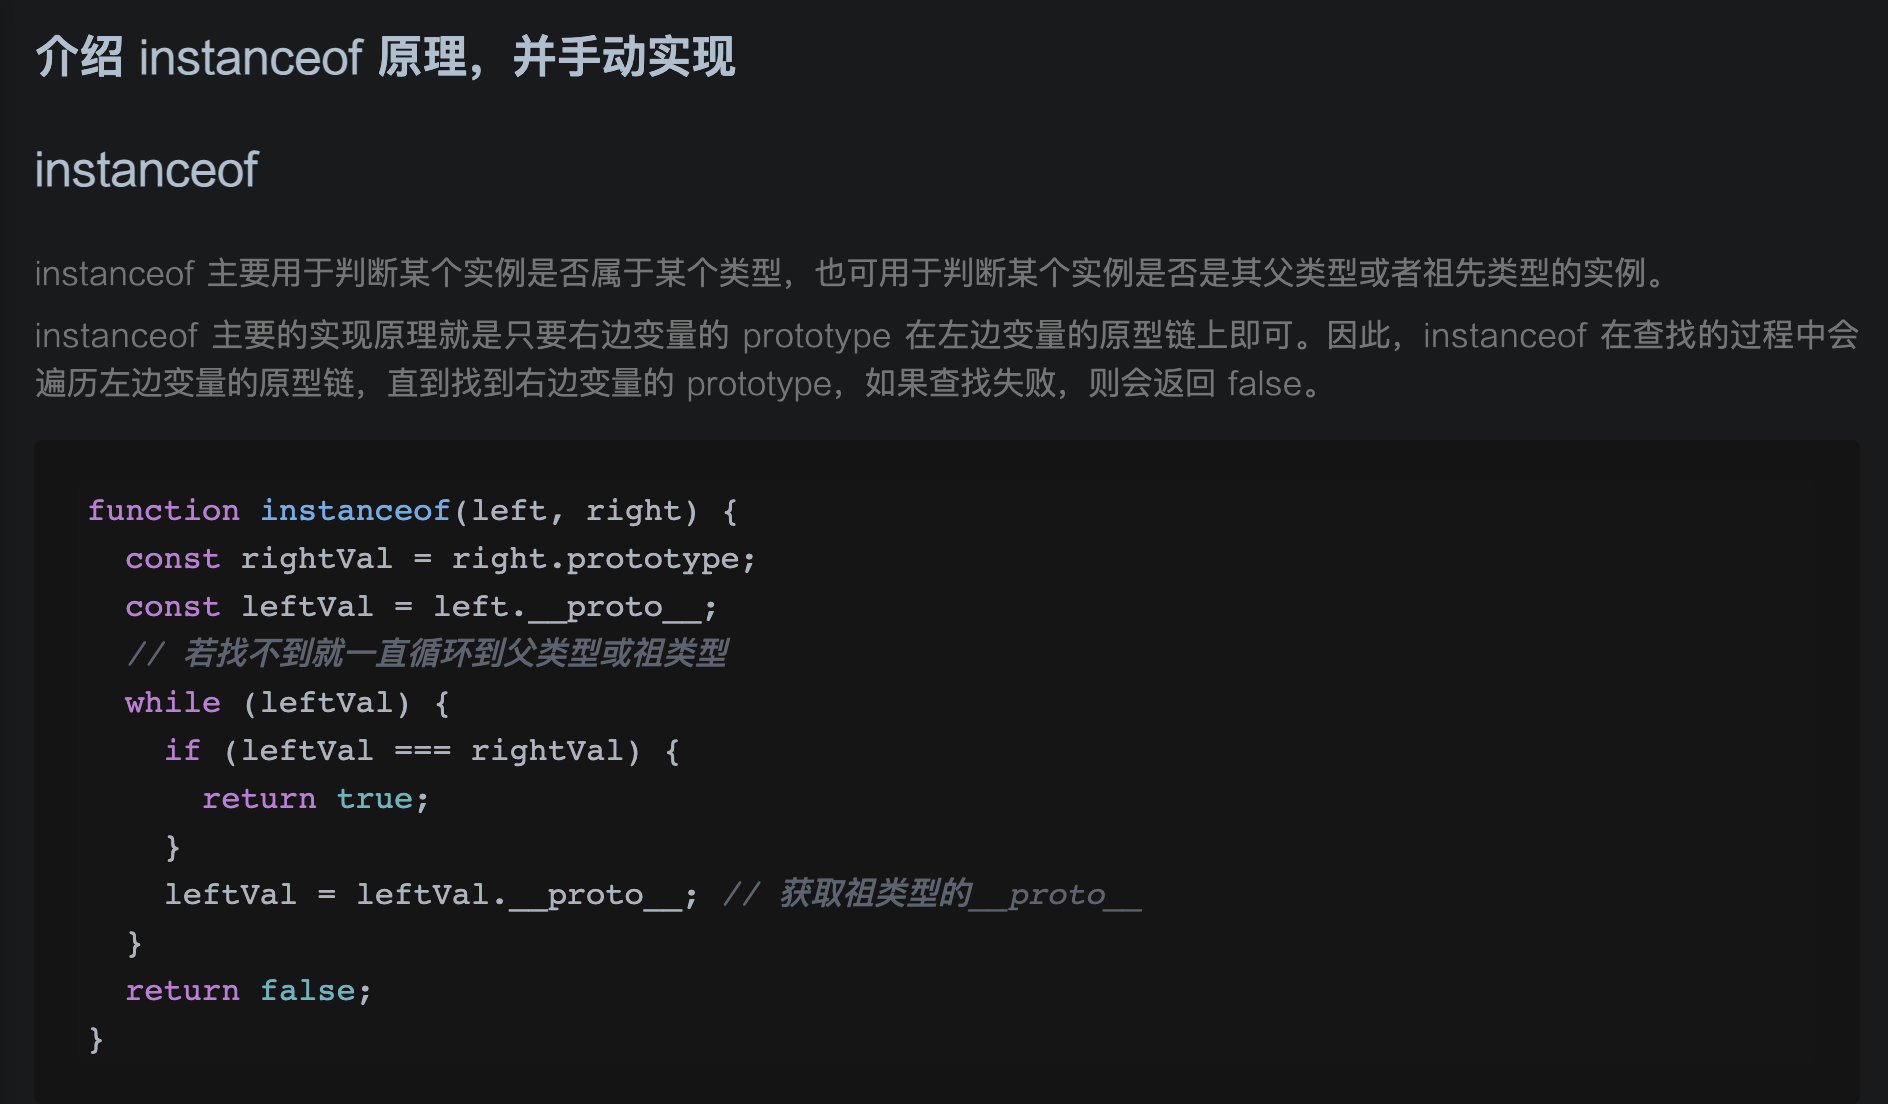 介绍 instanceof 原理，并手动实现
instanceof
instanceof 主要用于判断某个实例是否属于某个类型，也可用于判断某个实例是否是其父类型或者祖先类型的实例。
instanceof 主要的实现原理就是只要右边变量的 prototype 在左边变量的原型链上即可。因此，instanceof 在查找的过程中会
遍历左边变量的原型链，直到找到右边变量的 prototype，如果查找失败，则会返回 false。
function instanceof(left, right) {
  const rightVal = right.prototype;
  const leftVal = left.__proto__;
  // 若找不到就一直循环到父类型或祖类型
  while (leftVal) {
    if (leftVal === rightVal) {
      return true;
    }
    leftVal = leftVal.__proto__; // 获取祖类型的__proto__
  }
  return false;
}